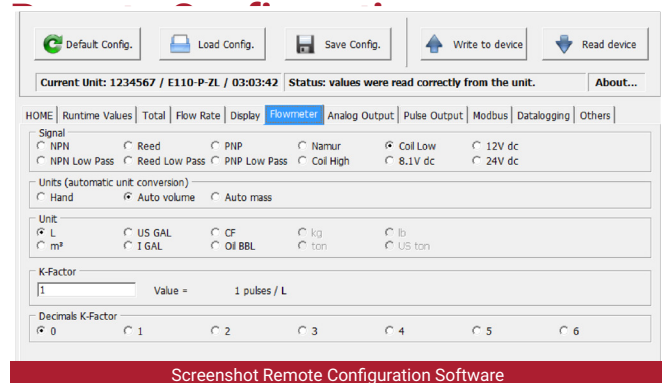 Default Config. Load Config. Save Config. Write to device Read device
Current Unit: 1234567 / E110-P-ZL / 03:03:42 Status: values were read correctly from the unit. About...
HOME Runtime Values Total Flow Rate Display Flowmeter Analog Output Pulse Output Modbus Datalogging Others
Signal
NPN Reed PNP Namur Coil Low 12V dc
NPN Low Pass Reed Low Pass PNP Low Pass Coil High 8.1V dc 24V dc
Units (automatic unit conversion)
Hand Auto volume Auto mass
Unit
L US GAL CF kg lb
m³ I GAL Oil BBL ton US ton
K-Factor
1 Value = 1 pulses / L
Decimals K-Factor
0 1 2 3 4 5 6
Screenshot Remote Configuration Software